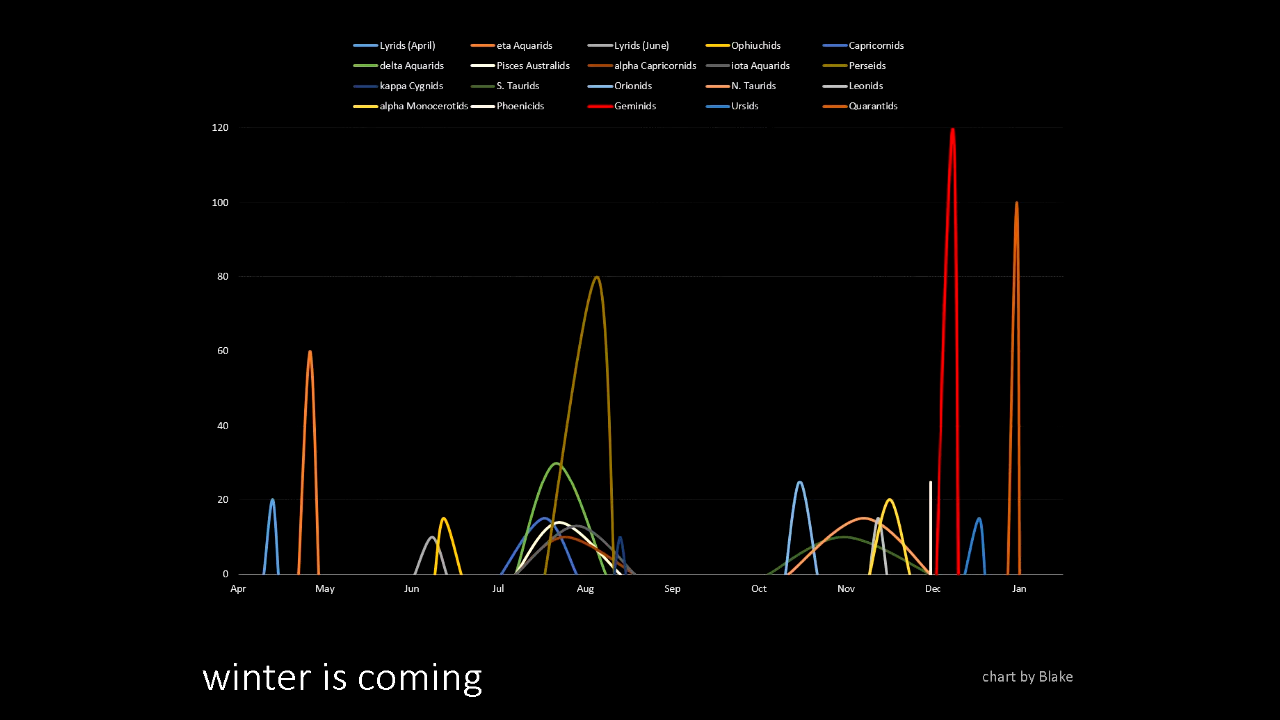 Lyrids (April) eta Aquarids Lyrids (June) Ophiuchids Capricornids
delta Aquarids Pisces Australids alpha Capricornids iota Aquarids Perseids
kappa Cygnids S. Taurids Orionids N. Taurids Leonids
alpha Monocerotids Phoenicids Geminids Ursids Quarantids
120
100
80
60
40
20
0
Apr May Jun Jul Aug Sep Oct Nov Dec Jan
winter is coming
chart by Blake